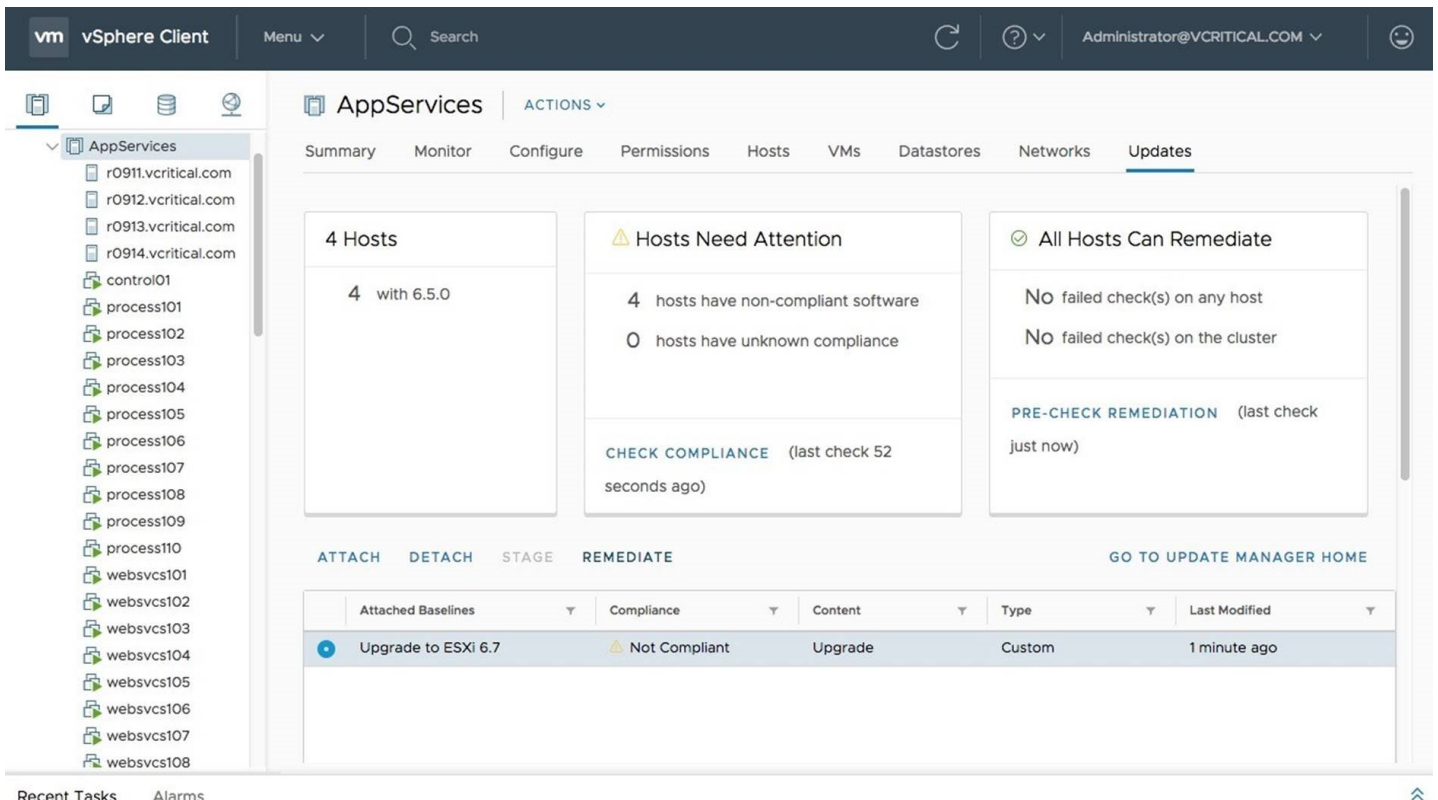 vm vSphere Client Menu Search Administrator@VCRITICAL.COM
AppServices
r0911.vcritical.com
r0912.vcritical.com
r0913.vcritical.com
r0914.vcritical.com
control01
process101
process102
process103
process104
process105
process106
process107
process108
process109
process110
websvcs101
websvcs102
websvcs103
websvcs104
websvcs105
websvcs106
websvcs107
websvcs108
AppServices ACTIONS
Summary Monitor Configure Permissions Hosts VMs Datastores Networks Updates
4 Hosts
4 with 6.5.0
Hosts Need Attention
4 hosts have non-compliant software
0 hosts have unknown compliance
CHECK COMPLIANCE (last check 52
seconds ago)
All Hosts Can Remediate
No failed check(s) on any host
No failed check(s) on the cluster
PRE-CHECK REMEDIATION (last check
just now)
ATTACH DETACH STAGE REMEDIATE GO TO UPDATE MANAGER HOME
Attached Baselines Compliance Content Type Last Modified
Upgrade to ESXi 6.7 Not Compliant Upgrade Custom 1 minute ago
Recent Tasks Alarms